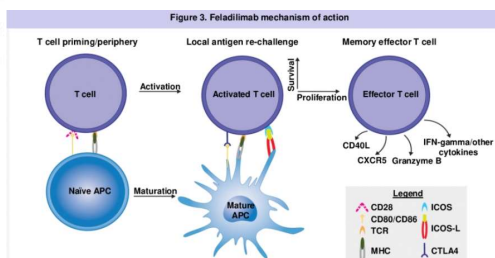 Figure 3. Feladilimab mechanism of action
T cell priming/periphery
Local antigen re-challenge
Memory effector T cell
T cell
Activation
Activated T cell
Survival
Proliferation
Effector T cell
CD40L
CXCR5
Granzyme B
IFN-gamma/other
cytokines
Naïve APC
Maturation
Mature
APC
Legend
CD28
CD80/CD86
TCR
MHC
ICOS
ICOS-L
CTLA4